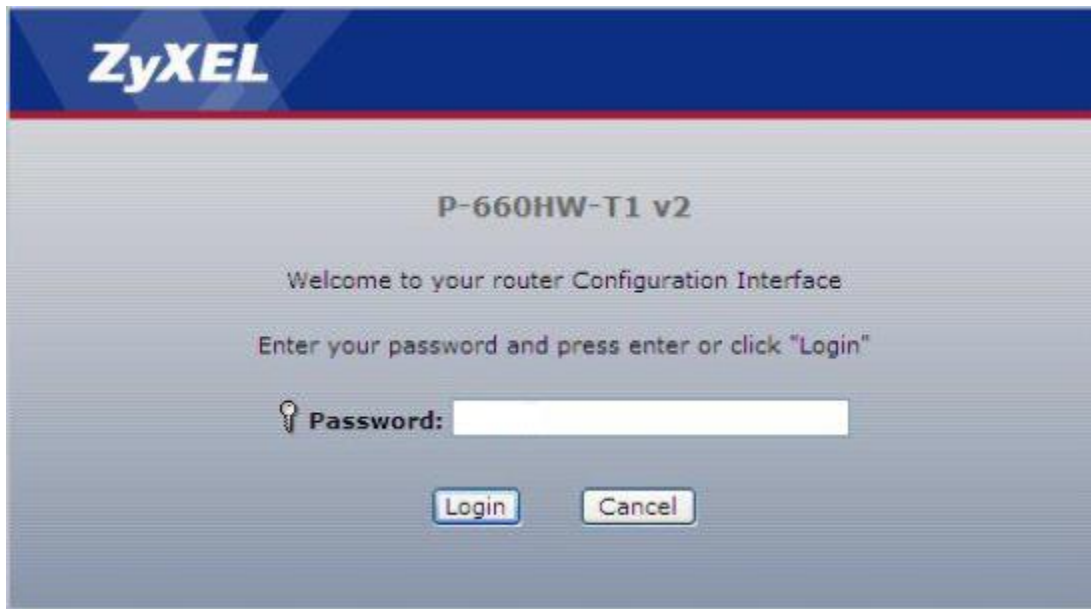 ZyXEL
P-660HW-T1 v2
Welcome to your router Configuration Interface
Enter your password and press enter or click "Login"
Password:
Login Cancel